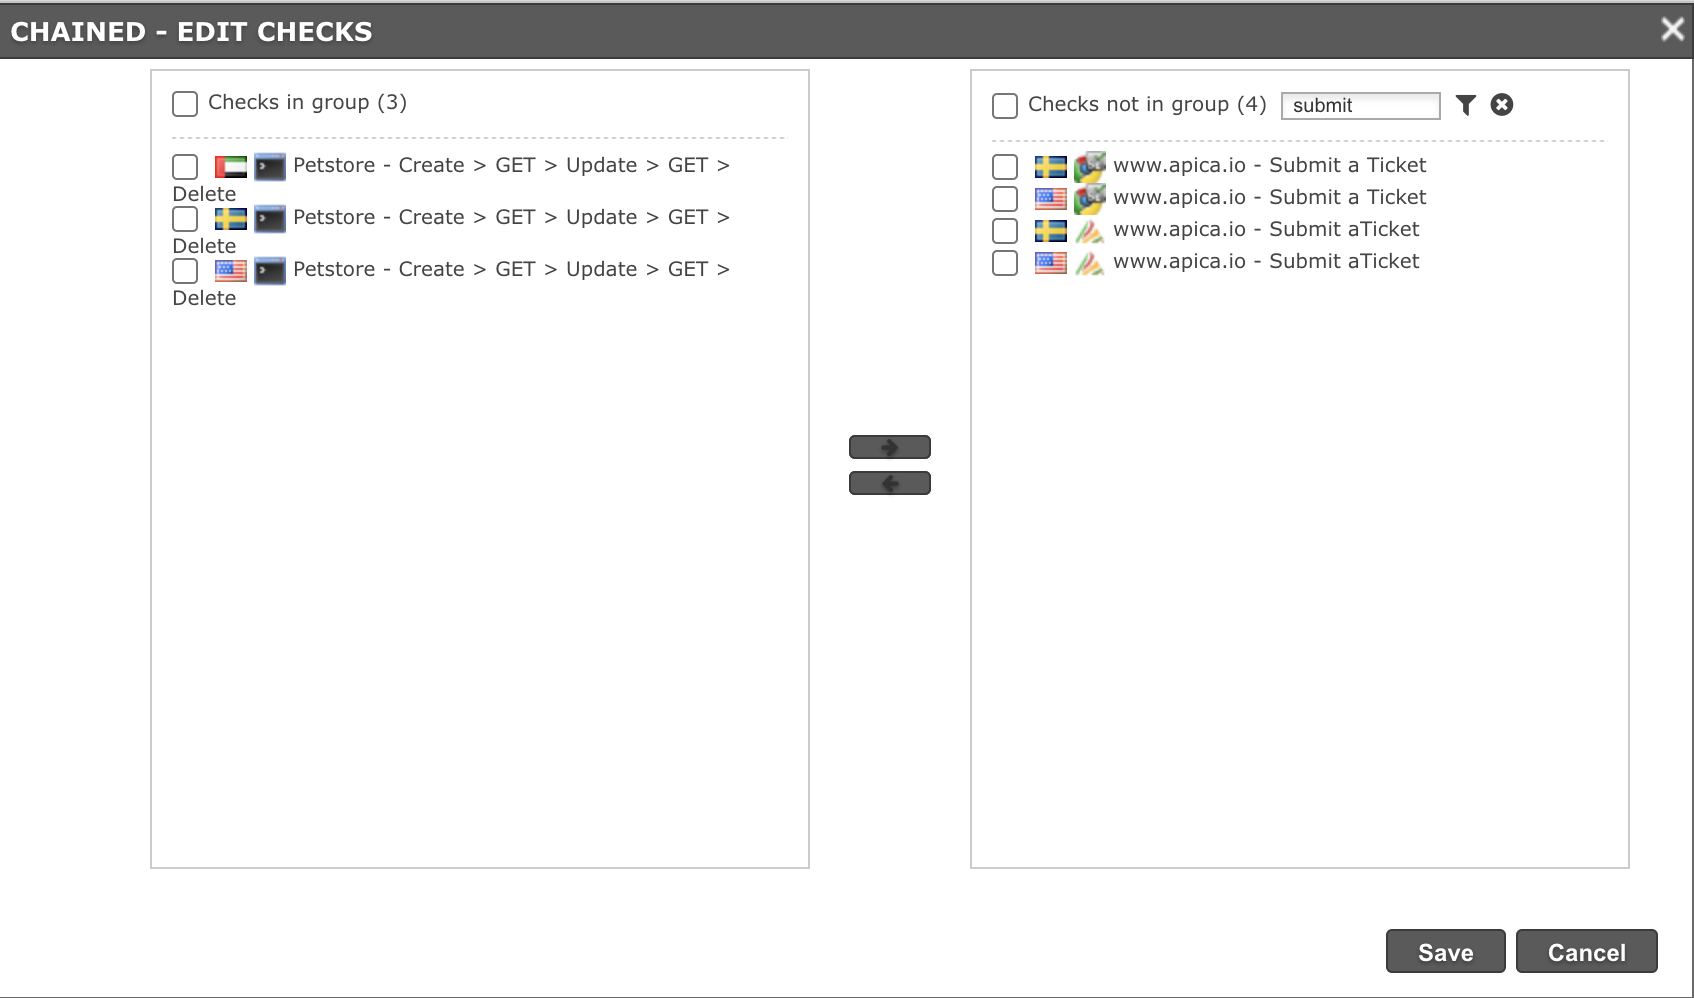 CHAINED - EDIT CHECKS
Checks in group (3)
Petstore - Create > GET > Update > GET >
Delete
Petstore - Create > GET > Update > GET >
Delete
Petstore - Create > GET > Update > GET >
Delete
Checks not in group (4) submit
www.apica.io - Submit a Ticket
www.apica.io - Submit a Ticket
www.apica.io - Submit aTicket
www.apica.io - Submit aTicket
Save Cancel